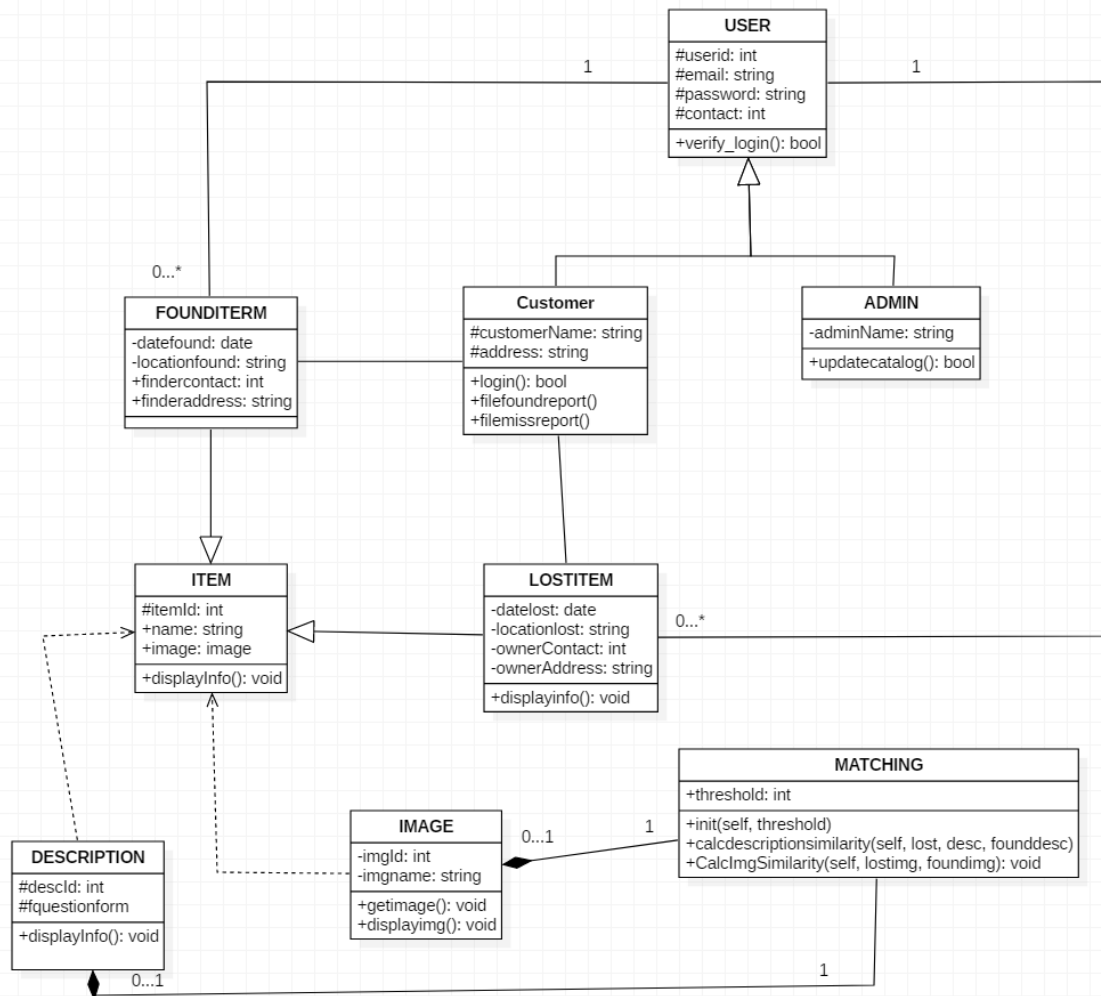 USER
#userid: int
#email: string
#password: string
#contact: int
+verify_login(): bool
1
1
0...*
FOUNDITERM
-datefound: date
-locationfound: string
+findercontact: int
+finderaddress: string
Customer
#customerName: string
#address: string
+login(): bool
+filefoundreport()
+filemissreport()
ADMIN
-adminName: string
+updatecatalog(): bool
ITEM
#itemId: int
+name: string
+image: image
+displayInfo(): void
LOSTITEM
-datelost: date
-locationlost: string
-ownerContact: int
-ownerAddress: string
+displayinfo(): void
0...*
MATCHING
+threshold: int
+init(self, threshold)
+calcdescriptionsimilarity(self, lost, desc, founddesc)
+CalcImgSimilarity(self, lostimg, foundimg): void
IMAGE
-imgId: int
-imgname: string
+getimage(): void
+displayimg(): void
0...1
1
DESCRIPTION
#descId: int
#fquestionform
+displayInfo(): void
0...1
1